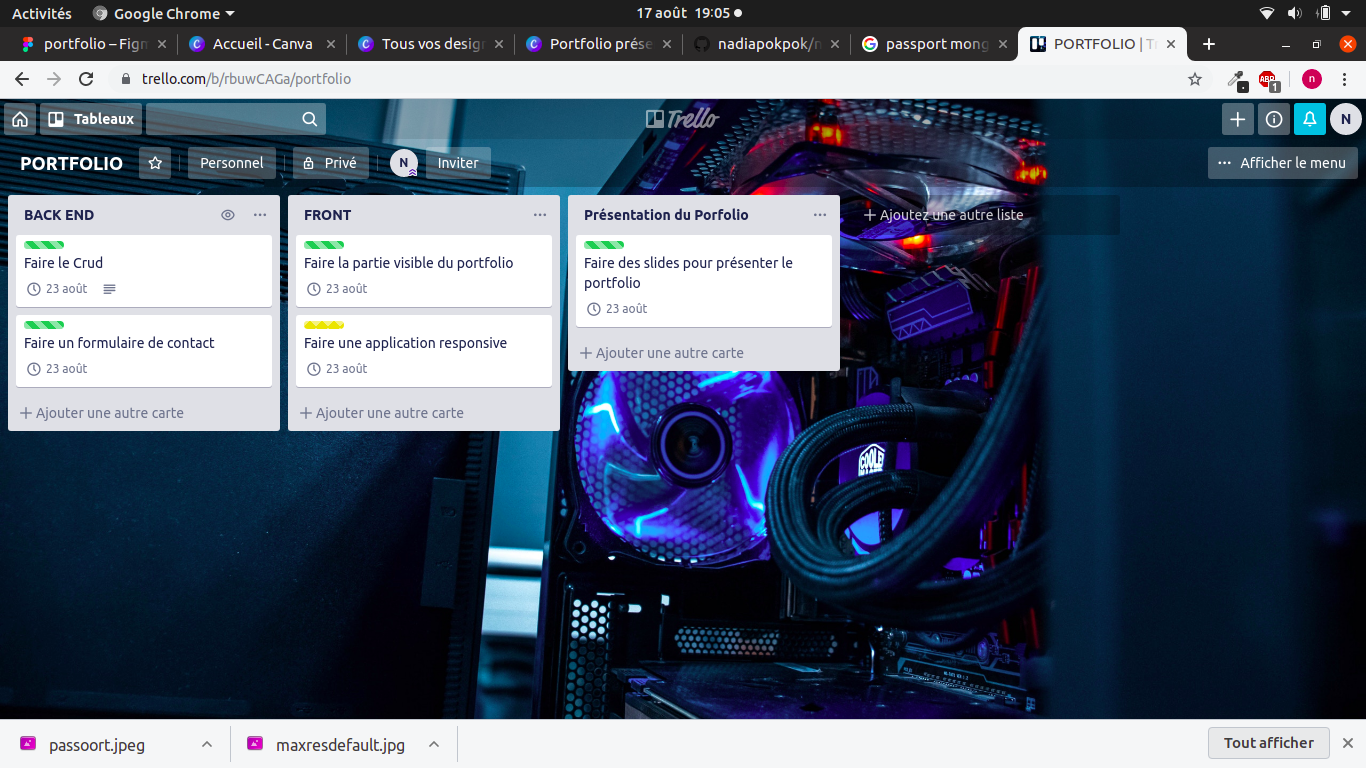 Activités
Google Chrome
17 août 19:05
portfolio – Figm
Accueil - Canva
Tous vos design
Portfolio prése
nadiapokpok/n
passport mong
PORTFOLIO | Tr
trello.com/b/rbuwCAGa/portfolio
ABP
1
n
Tableaux
Trello
N
PORTFOLIO
Personnel
Privé
N
Inviter
Afficher le menu
BACK END
Faire le Crud
23 août
Faire un formulaire de contact
23 août
Ajouter une autre carte
FRONT
Faire la partie visible du portfolio
23 août
Faire une application responsive
23 août
Ajouter une autre carte
Présentation du Porfolio
Faire des slides pour présenter le
portfolio
23 août
Ajouter une autre carte
Ajoutez une autre liste
COOLER
passoort.jpeg
maxresdefault.jpg
Tout afficher